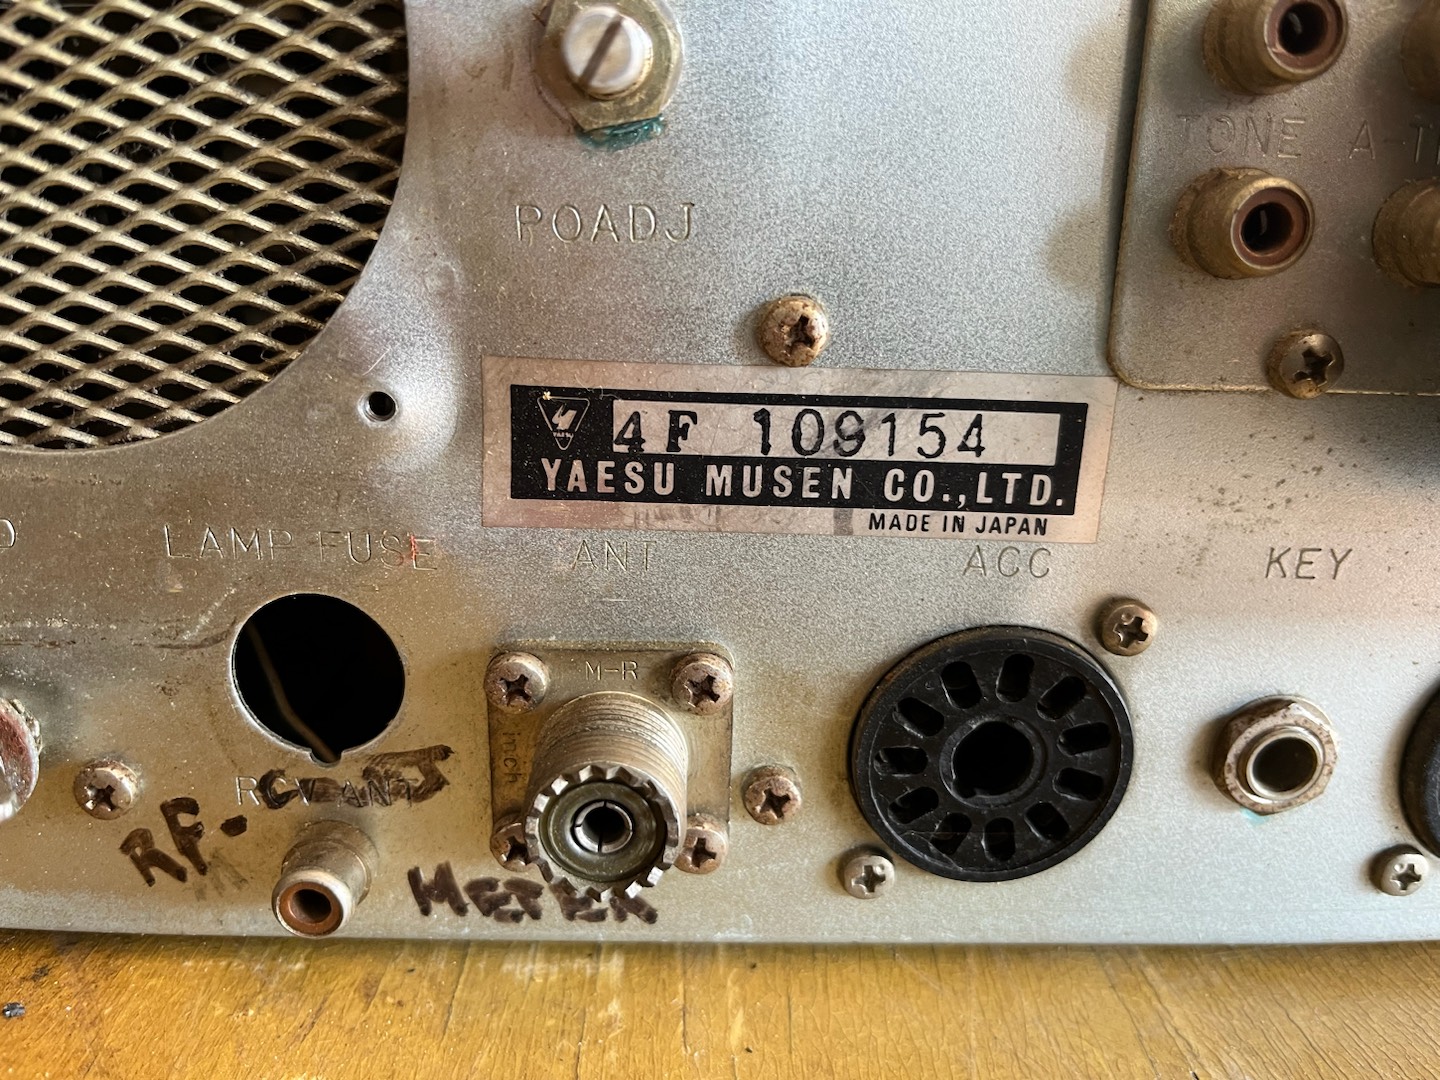 TONE
POADJ
4F 109154
YAESU MUSEN CO.,LTD.
MADE IN JAPAN
LAMP FUSE
ANT
ACC
KEY
M-R
RCV ANT
RF-
METER